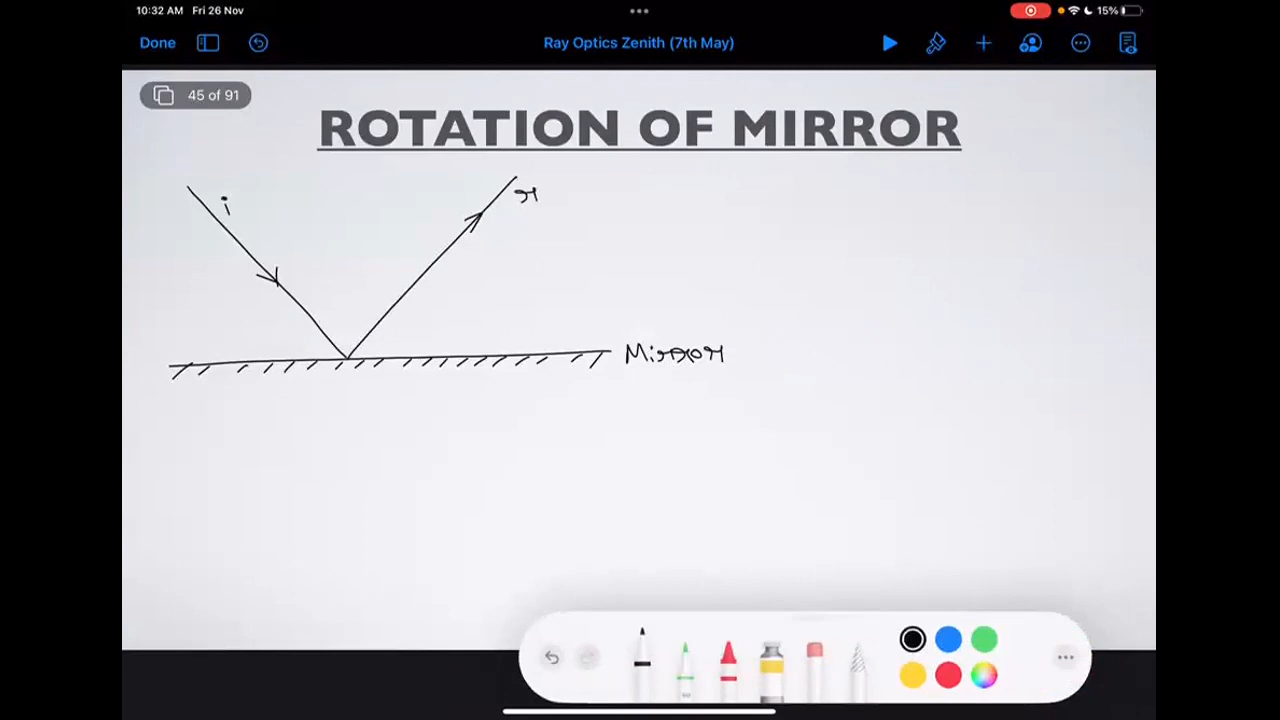 10:32 AM Fri 26 Nov
15%
Done
Ray Optics Zenith (7th May)
45 of 91
ROTATION OF MIRROR
i
r
Mirror